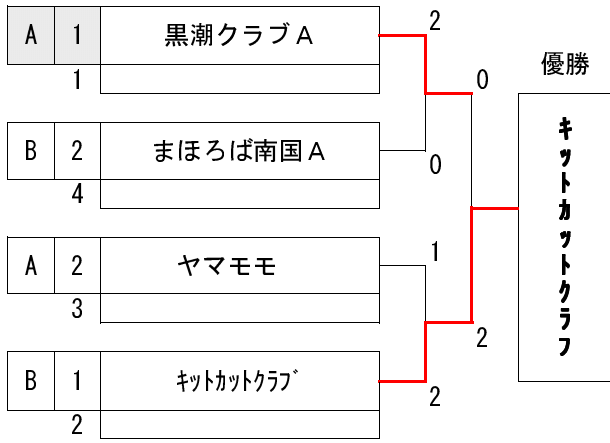 A 1 黒潮クラブA 2
1
0
優勝
B 2 まほろば南国A 0
4
キットカットクラブ
A 2 ヤマモモ 1
3
2
B 1 ｷｯﾄｶｯﾄｸﾗﾌﾞ 2
2